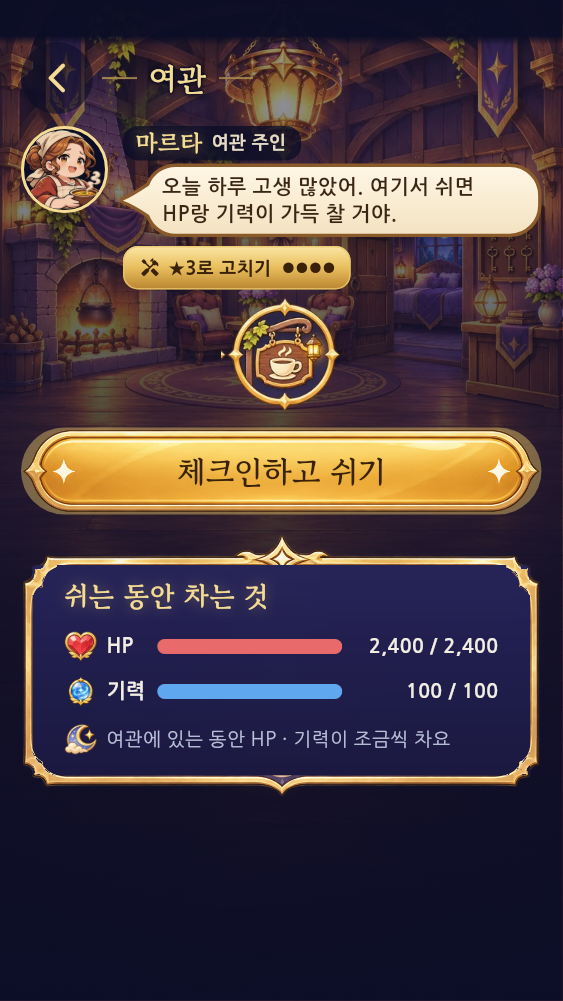 여관
마르타 여관 주인
오늘 하루 고생 많았어. 여기서 쉬면
HP랑 기력이 가득 찰 거야.
★3로 고치기 ●●●●
체크인하고 쉬기
쉬는 동안 차는 것
HP 2,400 / 2,400
기력 100 / 100
여관에 있는 동안 HP · 기력이 조금씩 차요